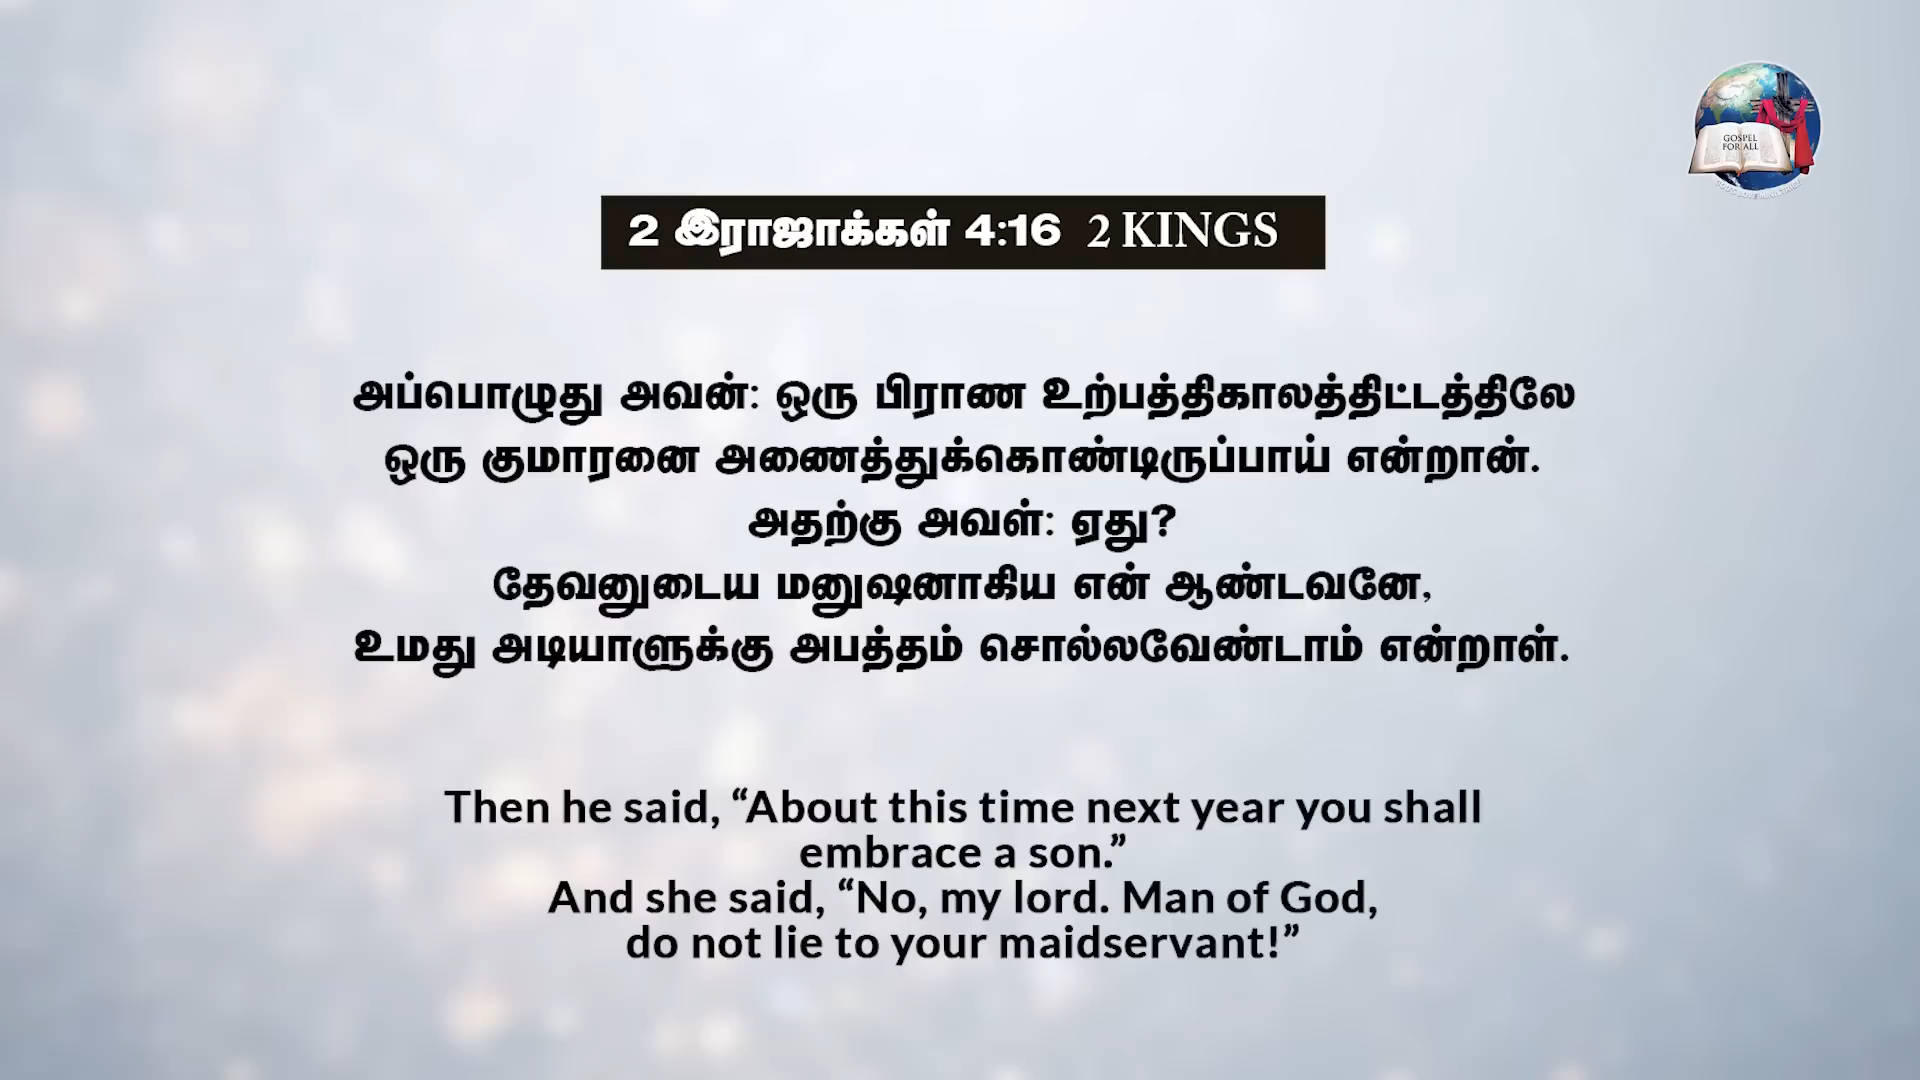 GOSPEL
FOR ALL
2 இராஜாக்கள் 4:16 2 KINGS
அப்பொழுது அவன்: ஒரு பிராண உற்பத்திகாலத்திட்டத்திலே
ஒரு குமாரனை அணைத்துக்கொண்டிருப்பாய் என்றான்.
அதற்கு அவள்: ஏது?
தேவனுடைய மனுஷனாகிய என் ஆண்டவனே,
உமது அடியாளுக்கு அபத்தம் சொல்லவேண்டாம் என்றாள்.
Then he said, “About this time next year you shall
embrace a son.”
And she said, “No, my lord. Man of God,
do not lie to your maidservant!”